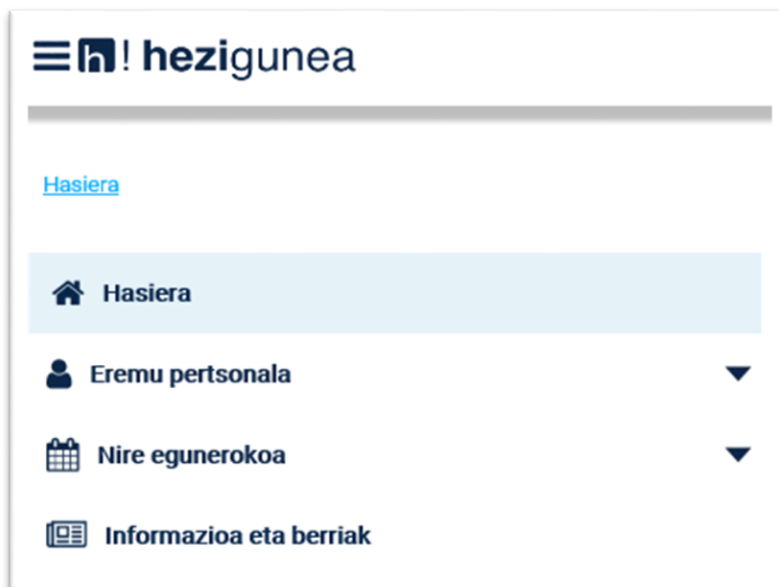 h! hezigunea
Hasiera
Hasiera
Eremu pertsonala
Nire egunerokoa
Informazioa eta berriak